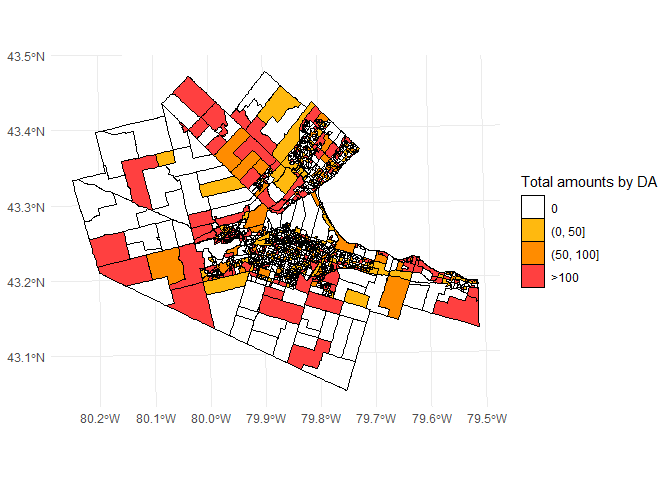 43.5°N
43.4°N
43.3°N
43.2°N
43.1°N
80.2°W 80.1°W 80.0°W 79.9°W 79.8°W 79.7°W 79.6°W 79.5°W
Total amounts by DA
0
(0, 50]
(50, 100]
>100